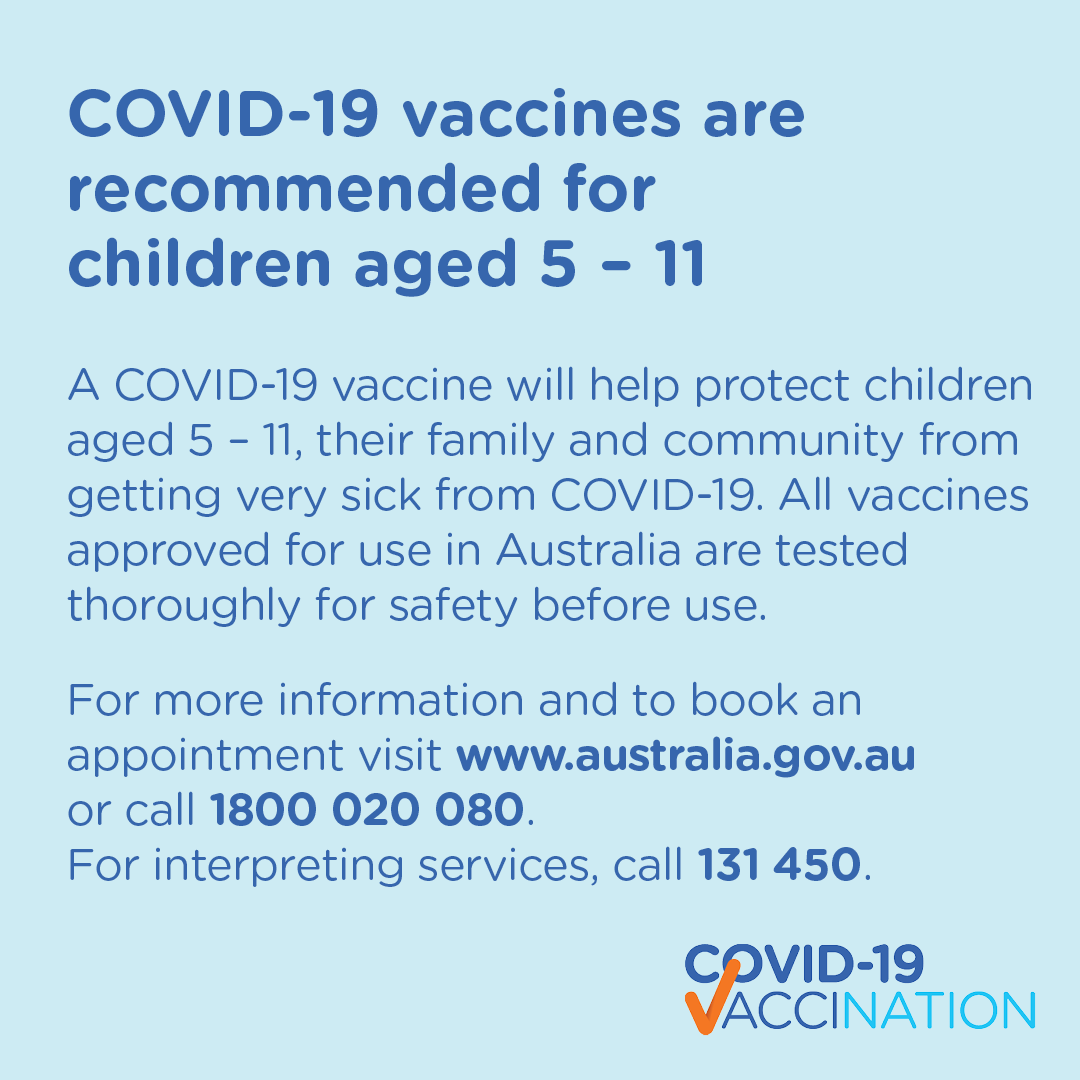 COVID-19 vaccines are
recommended for
children aged 5 – 11
A COVID-19 vaccine will help protect children
aged 5 – 11, their family and community from
getting very sick from COVID-19. All vaccines
approved for use in Australia are tested
thoroughly for safety before use.
For more information and to book an
appointment visit www.australia.gov.au
or call 1800 020 080.
For interpreting services, call 131 450.
COVID-19
VACCINATION